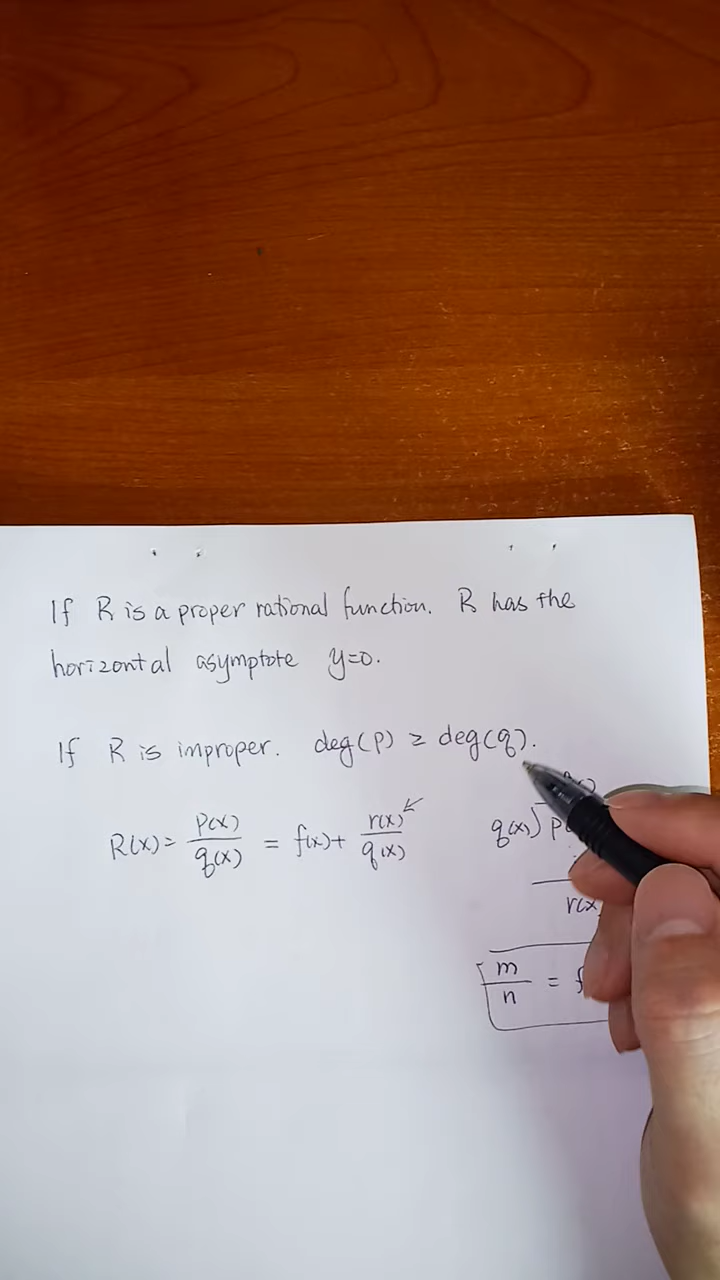 If R is a proper rational function. R has the
horizontal asymptote y=0.
If R is improper. deg(p) ≥ deg(q).
R(x)= p(x)/q(x) = f(x)+ r(x)/q(x)
q(x)) p(
r(x
m/n = f